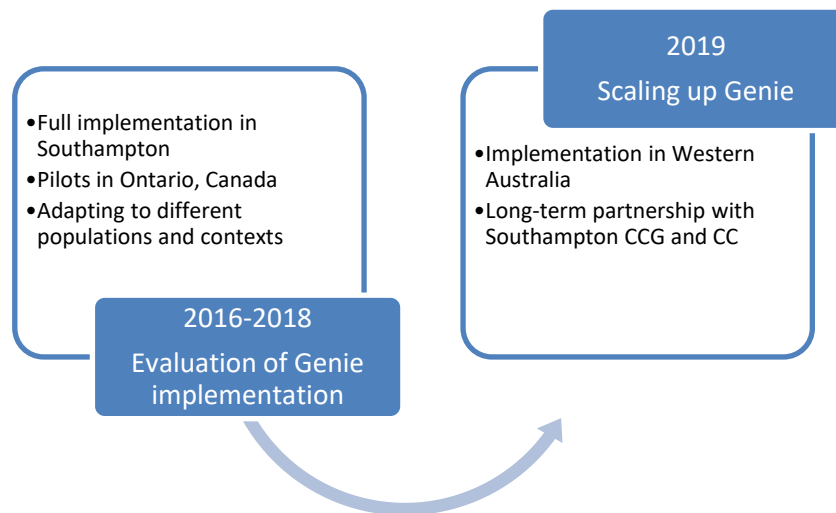 •Full implementation in
Southampton
•Pilots in Ontario, Canada
•Adapting to different
populations and contexts
2016-2018
Evaluation of Genie
implementation
2019
Scaling up Genie
•Implementation in Western
Australia
•Long-term partnership with
Southampton CCG and CC